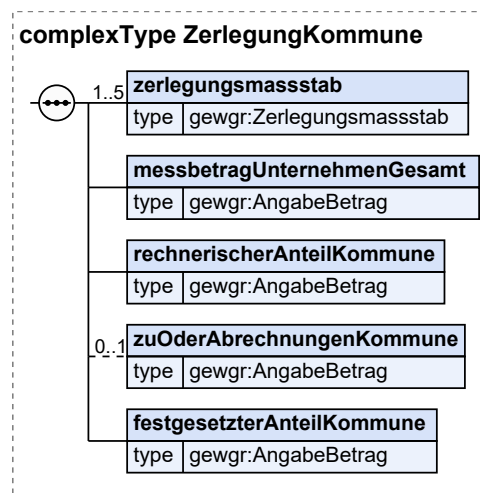 complexType ZerlegungKommune
1..5
zerlegungsmassstab
type gewgr:Zerlegungsmassstab
messbetragUnternehmenGesamt
type gewgr:AngabeBetrag
rechnerischerAnteilKommune
type gewgr:AngabeBetrag
0..1
zuOderAbrechnungenKommune
type gewgr:AngabeBetrag
festgesetzterAnteilKommune
type gewgr:AngabeBetrag